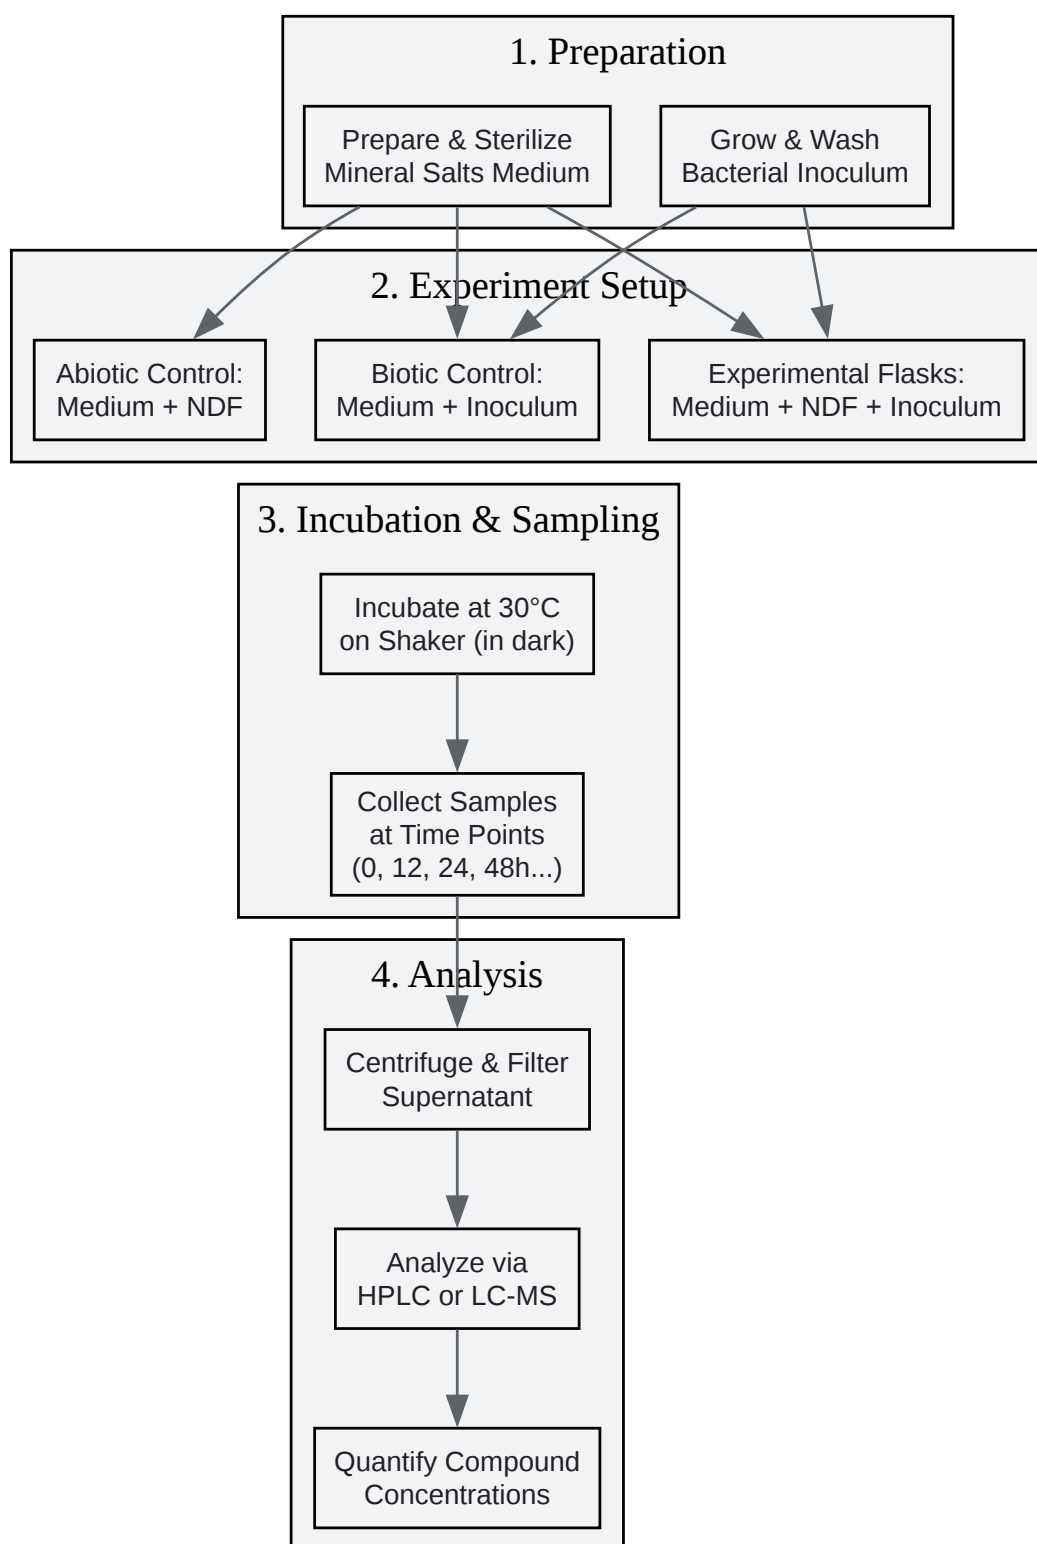 1. Preparation
Prepare & Sterilize
Mineral Salts Medium
Grow & Wash
Bacterial Inoculum
2. Experiment Setup
Abiotic Control:
Medium + NDF
Biotic Control:
Medium + Inoculum
Experimental Flasks:
Medium + NDF + Inoculum
3. Incubation & Sampling
Incubate at 30°C
on Shaker (in dark)
Collect Samples
at Time Points
(0, 12, 24, 48h...)
4. Analysis
Centrifuge & Filter
Supernatant
Analyze via
HPLC or LC-MS
Quantify Compound
Concentrations